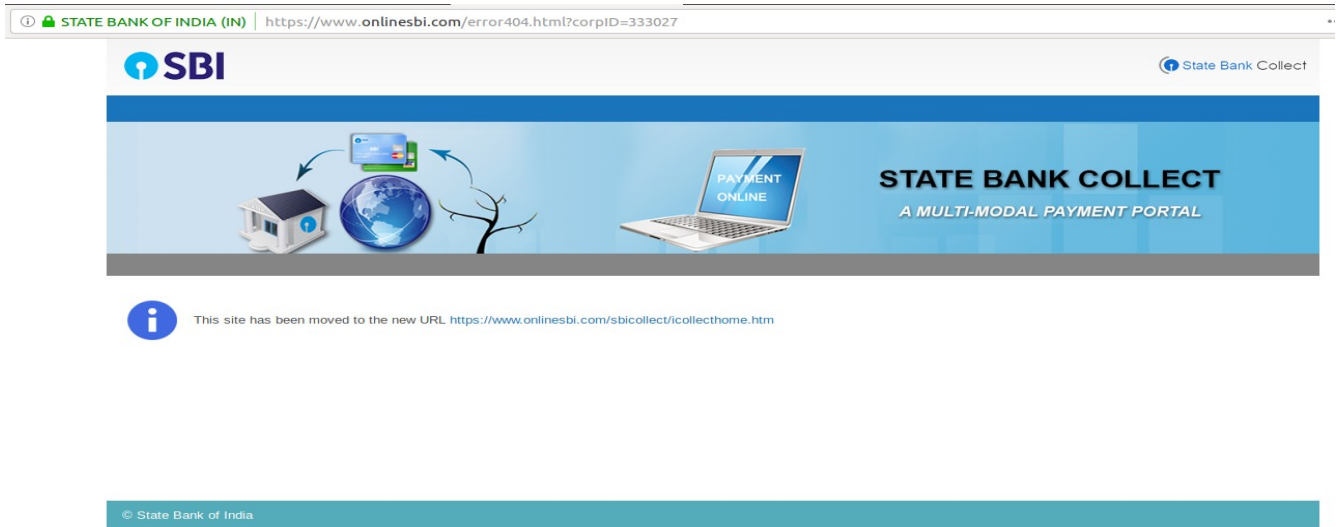 STATE BANK OF INDIA (IN) https://www.onlinesbi.com/error404.html?corpID=333027
SBI
State Bank Collect
PAYMENT
ONLINE
STATE BANK COLLECT
A MULTI-MODAL PAYMENT PORTAL
This site has been moved to the new URL https://www.onlinesbi.com/sbicollect/icollecthome.htm
© State Bank of India